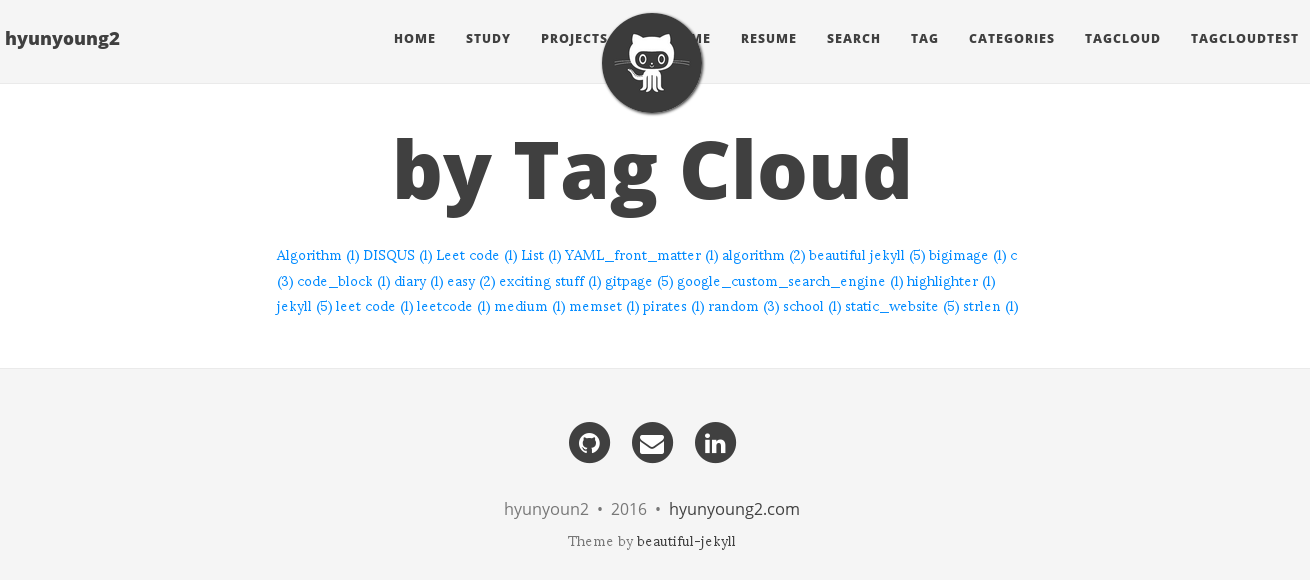 hyunyoung2
HOME STUDY PROJECTS ME RESUME SEARCH TAG CATEGORIES TAGCLOUD TAGCLOUDTEST
by Tag Cloud
Algorithm (1) DISQUS (1) Leet code (1) List (1) YAML_front_matter (1) algorithm (2) beautiful jekyll (5) bigimage (1) c
(3) code_block (1) diary (1) easy (2) exciting stuff (1) gitpage (5) google_custom_search_engine (1) highlighter (1)
jekyll (5) leet code (1) leetcode (1) medium (1) memset (1) pirates (1) random (3) school (1) static_website (5) strlen (1)
in
hyunyoun2 • 2016 • hyunyoung2.com
Theme by beautiful-jekyll